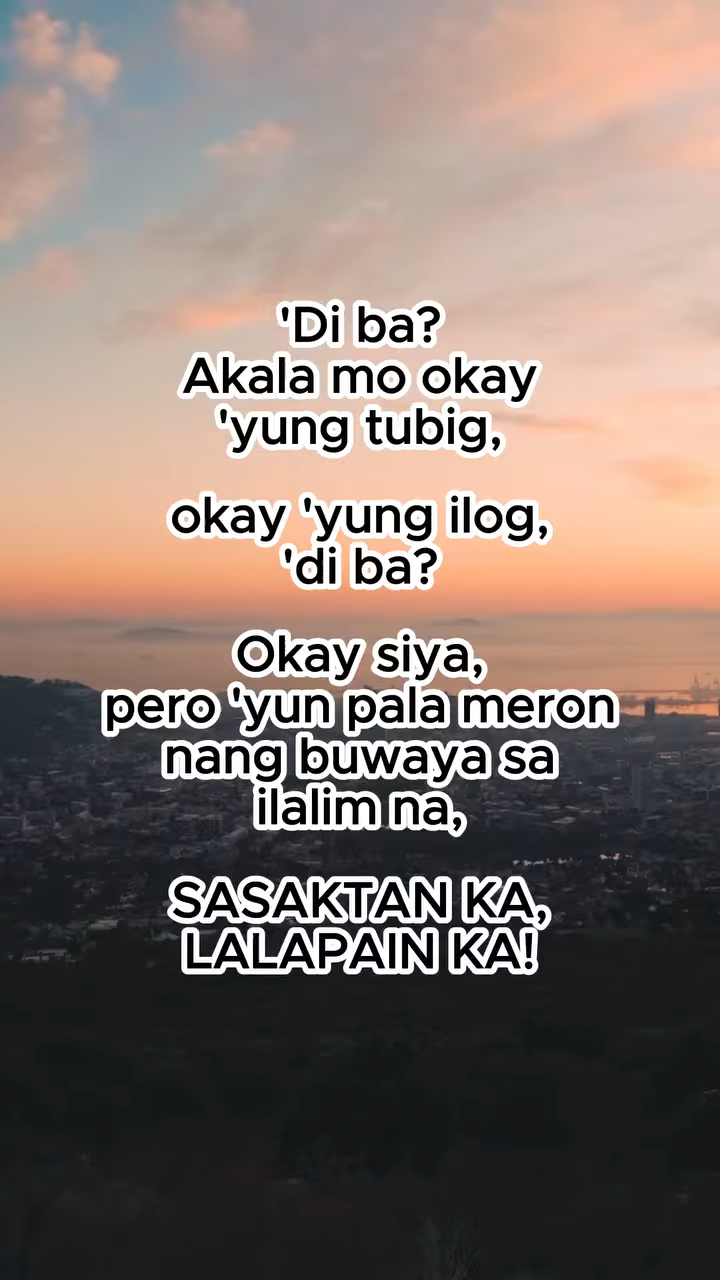 'Di ba?
Akala mo okay
'yung tubig,
okay 'yung ilog,
'di ba?
Okay siya,
pero 'yun pala meron
nang buwaya sa
ilalim na,
SASAKTAN KA,
LALAPAIN KA!